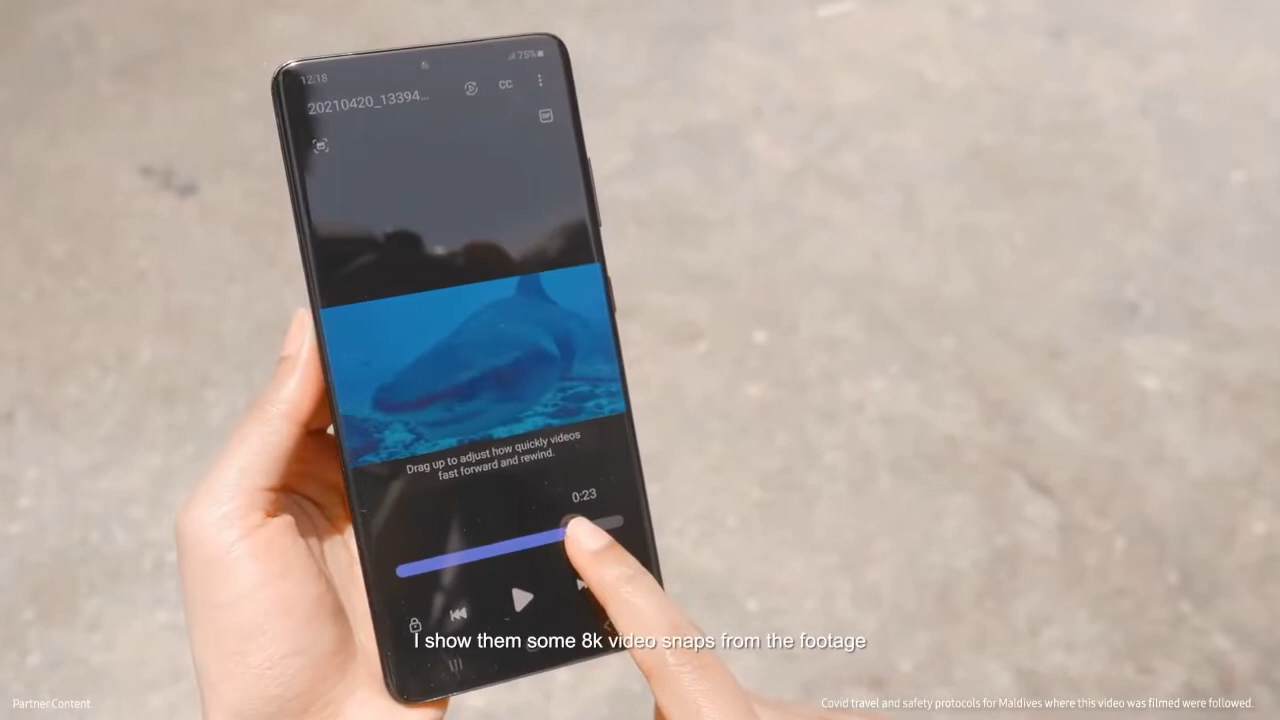 12:18
75%
20210420_13394...
CC
Drag up to adjust how quickly videos
fast forward and rewind.
0:23
I show them some 8k video snaps from the footage
Partner Content.
Covid travel and safety protocols for Maldives where this video was filmed were followed.